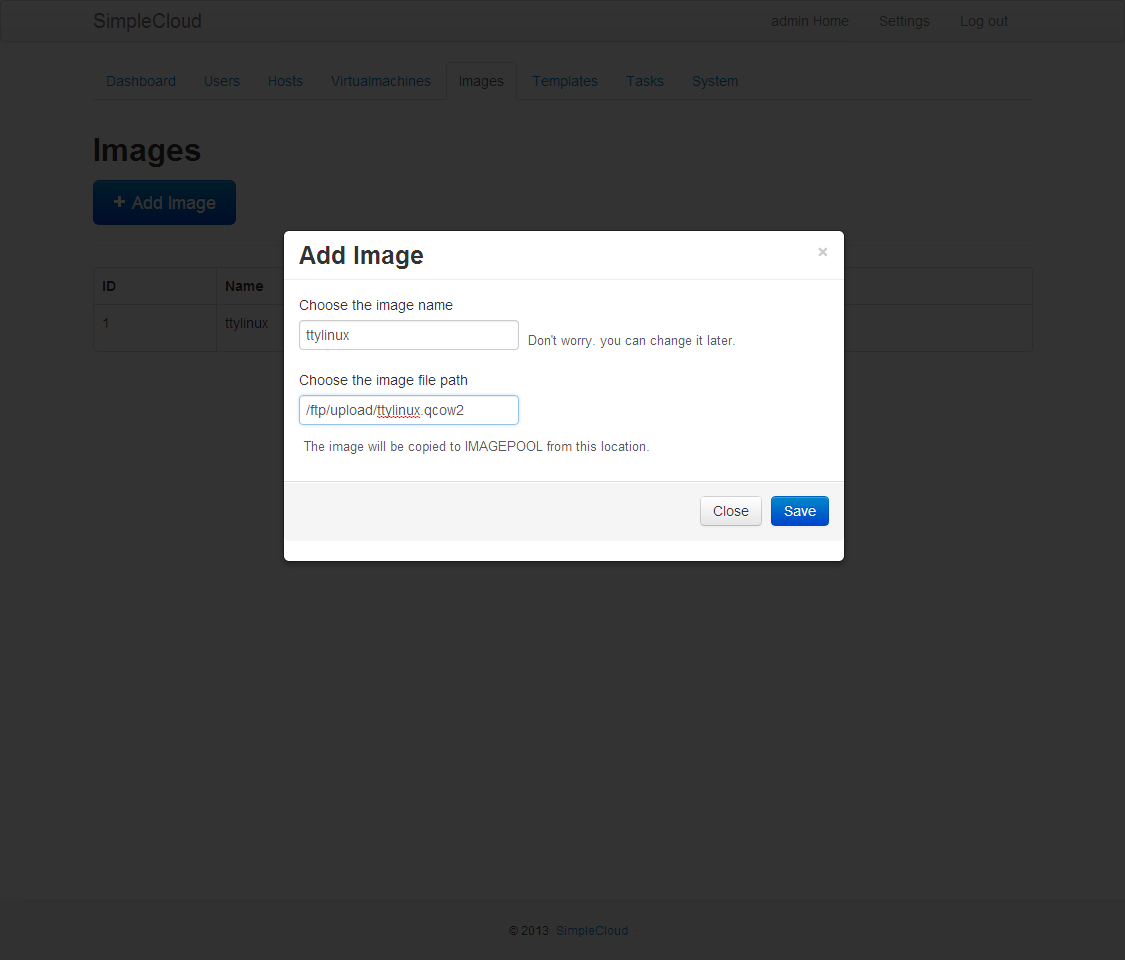 SimpleCloud admin Home Settings Log out
Dashboard Users Hosts Virtualmachines Images Templates Tasks System
Images
+ Add Image
Add Image ×
ID Name
Choose the image name
1 ttylinux
ttylinux Don't worry. you can change it later.
Choose the image file path
/ftp/upload/ttylinux.qcow2
The image will be copied to IMAGEPOOL from this location.
Close Save
© 2013 SimpleCloud